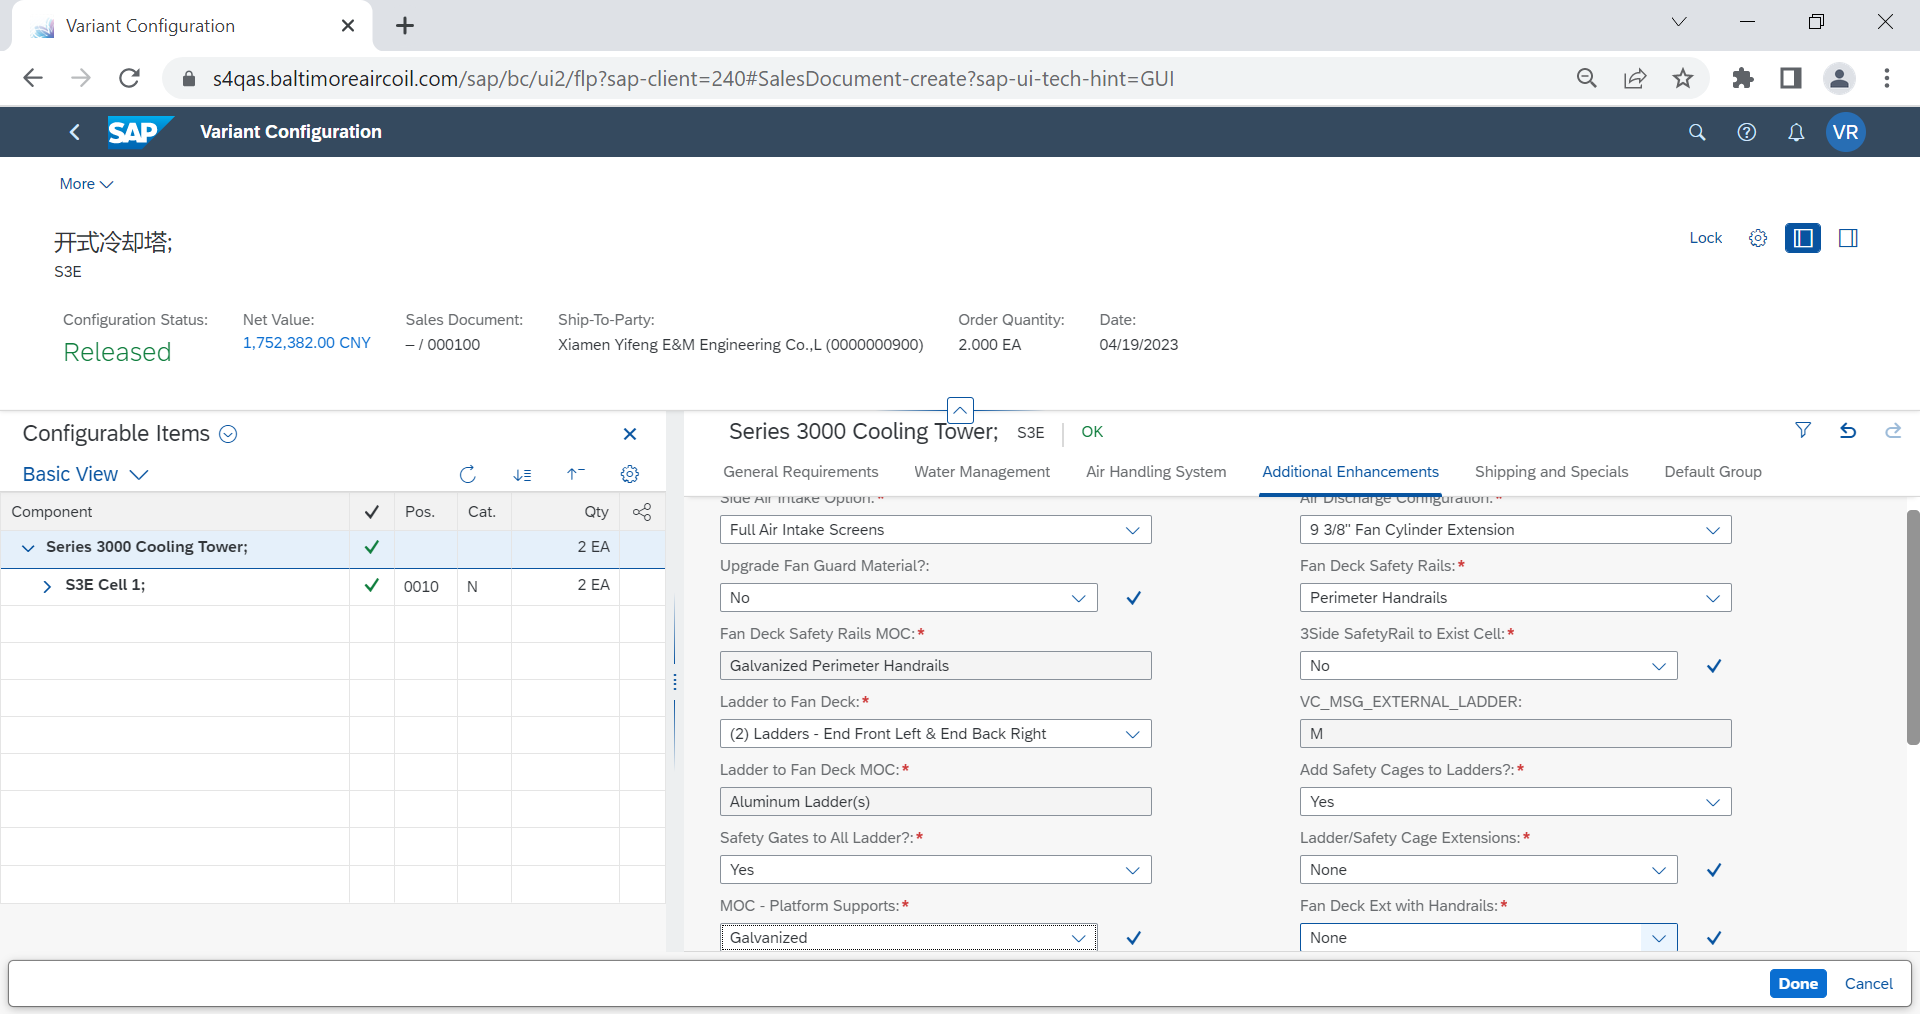 Variant Configuration
s4qas.baltimoreaircoil.com/sap/bc/ui2/flp?sap-client=240#SalesDocument-create?sap-ui-tech-hint=GUI
SAP Variant Configuration VR
More
开式冷却塔;
S3E
Lock
Configuration Status: Net Value: Sales Document: Ship-To-Party: Order Quantity: Date:
Released 1,752,382.00 CNY – / 000100 Xiamen Yifeng E&M Engineering Co.,L (0000000900) 2.000 EA 04/19/2023
Configurable Items
Basic View
Component Pos. Cat. Qty
Series 3000 Cooling Tower; 2 EA
S3E Cell 1; 0010 N 2 EA
Series 3000 Cooling Tower; S3E OK
General Requirements Water Management Air Handling System Additional Enhancements Shipping and Specials Default Group
Side Air Intake Option:* Air Discharge Configuration:*
Full Air Intake Screens 9 3/8" Fan Cylinder Extension
Upgrade Fan Guard Material?: Fan Deck Safety Rails:*
No Perimeter Handrails
Fan Deck Safety Rails MOC:* 3Side SafetyRail to Exist Cell:*
Galvanized Perimeter Handrails No
Ladder to Fan Deck:* VC_MSG_EXTERNAL_LADDER:
(2) Ladders - End Front Left & End Back Right M
Ladder to Fan Deck MOC:* Add Safety Cages to Ladders?:*
Aluminum Ladder(s) Yes
Safety Gates to All Ladder?:* Ladder/Safety Cage Extensions:*
Yes None
MOC - Platform Supports:* Fan Deck Ext with Handrails:*
Galvanized None
Done Cancel